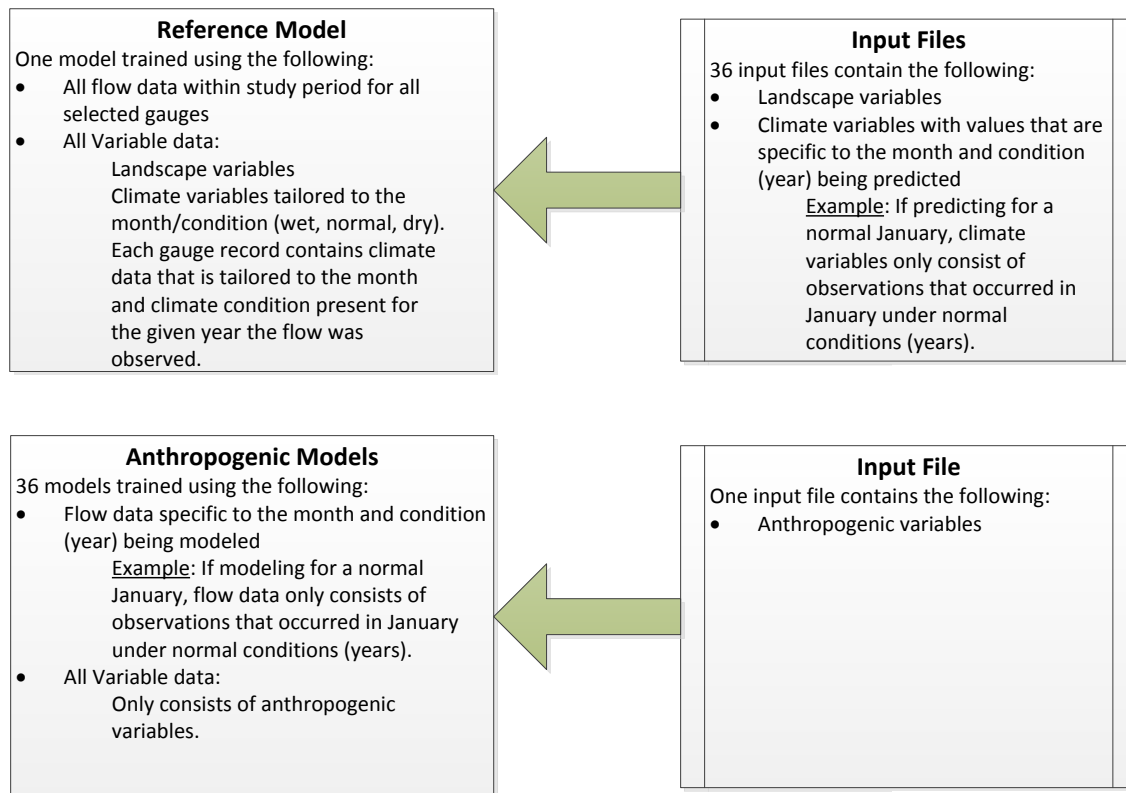 Reference Model
One model trained using the following:
• All flow data within study period for all
selected gauges
• All Variable data:
Landscape variables
Climate variables tailored to the
month/condition (wet, normal, dry).
Each gauge record contains climate
data that is tailored to the month
and climate condition present for
the given year the flow was
observed.
Input Files
36 input files contain the following:
• Landscape variables
• Climate variables with values that are
specific to the month and condition
(year) being predicted
Example: If predicting for a
normal January, climate
variables only consist of
observations that occurred in
January under normal
conditions (years).
Anthropogenic Models
36 models trained using the following:
• Flow data specific to the month and condition
(year) being modeled
Example: If modeling for a normal
January, flow data only consists of
observations that occurred in January
under normal conditions (years).
• All Variable data:
Only consists of anthropogenic
variables.
Input File
One input file contains the following:
• Anthropogenic variables